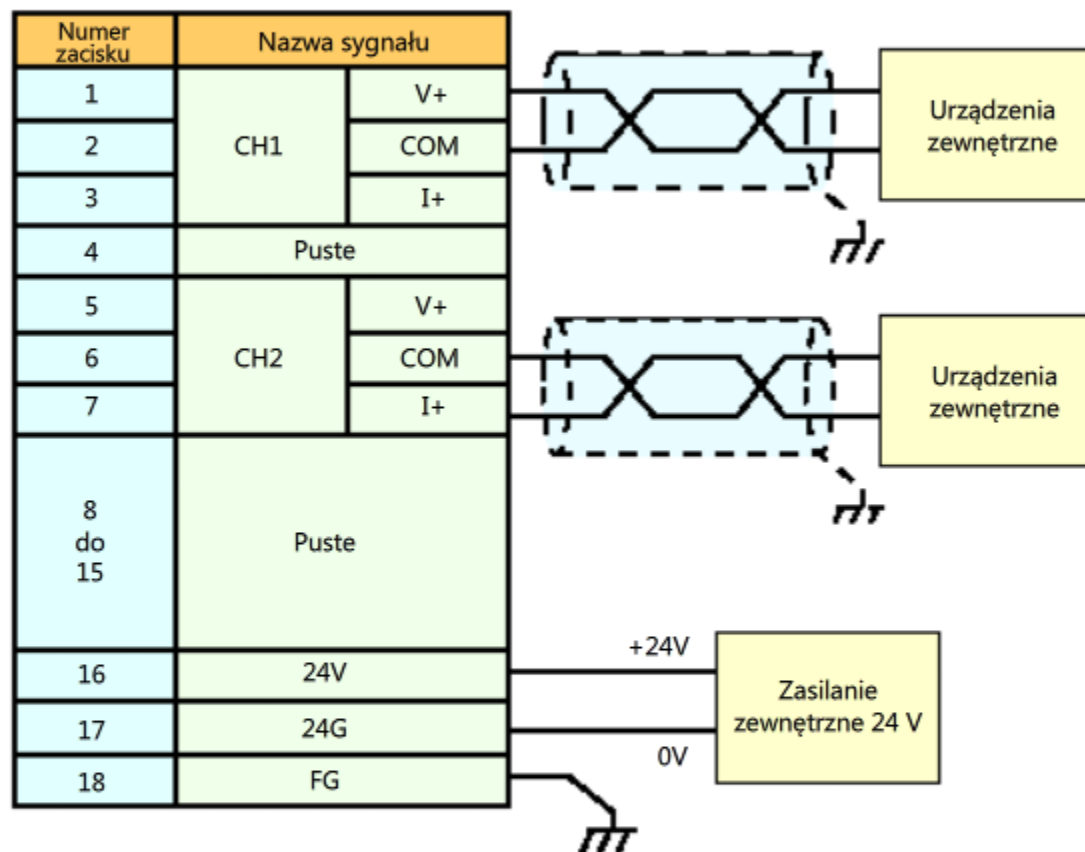 Numer
zacisku
Nazwa sygnału
1
CH1
V+
2
COM
3
I+
4
Puste
5
CH2
V+
6
COM
7
I+
8
do
15
Puste
16
24V
17
24G
18
FG
Urządzenia
zewnętrzne
Urządzenia
zewnętrzne
+24V
0V
Zasilanie
zewnętrzne 24 V